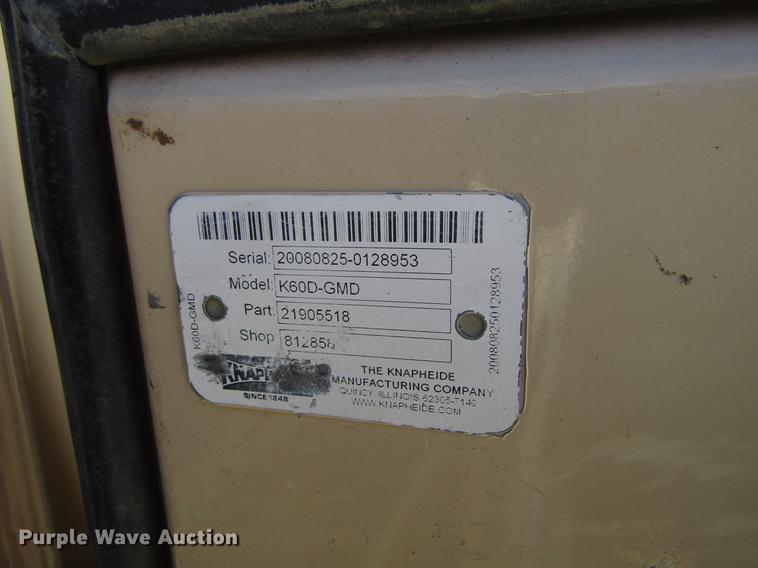 Serial: 20080825-0128953
Model: K60D-GMD
Part: 21905518
Shop 812858
K60D-GMD
200808250128953
SINCE 1848
THE KNAPHEIDE
MANUFACTURING COMPANY
QUINCY, ILLINOIS 62305-7140
WWW.KNAPHEIDE.COM
Purple Wave Auction